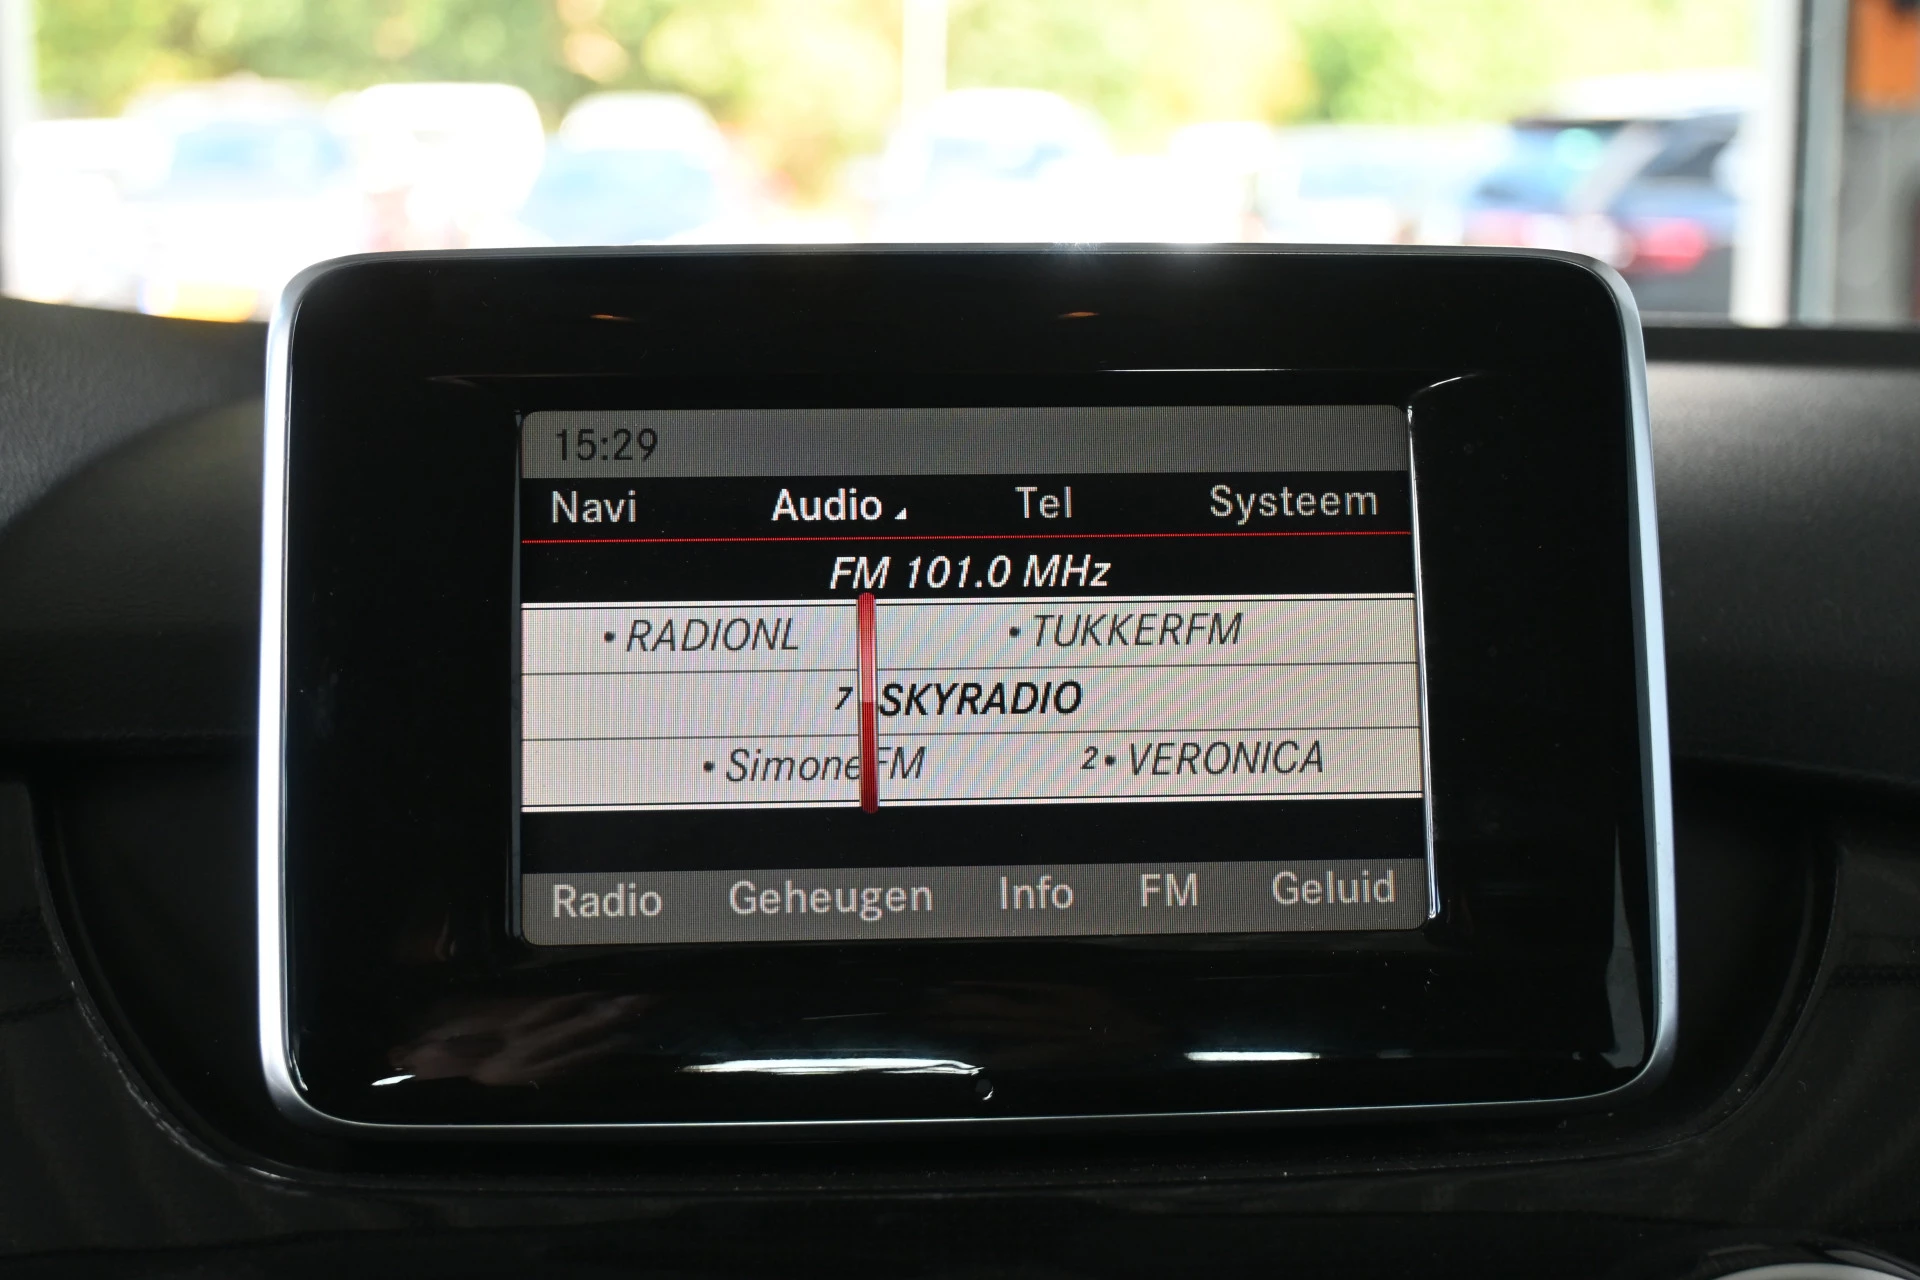 15:29
Navi Audio Tel Systeem
FM 101.0 MHz
• RADIONL • TUKKERFM
7 SKYRADIO
• SimoneFM 2 • VERONICA
Radio Geheugen Info FM Geluid